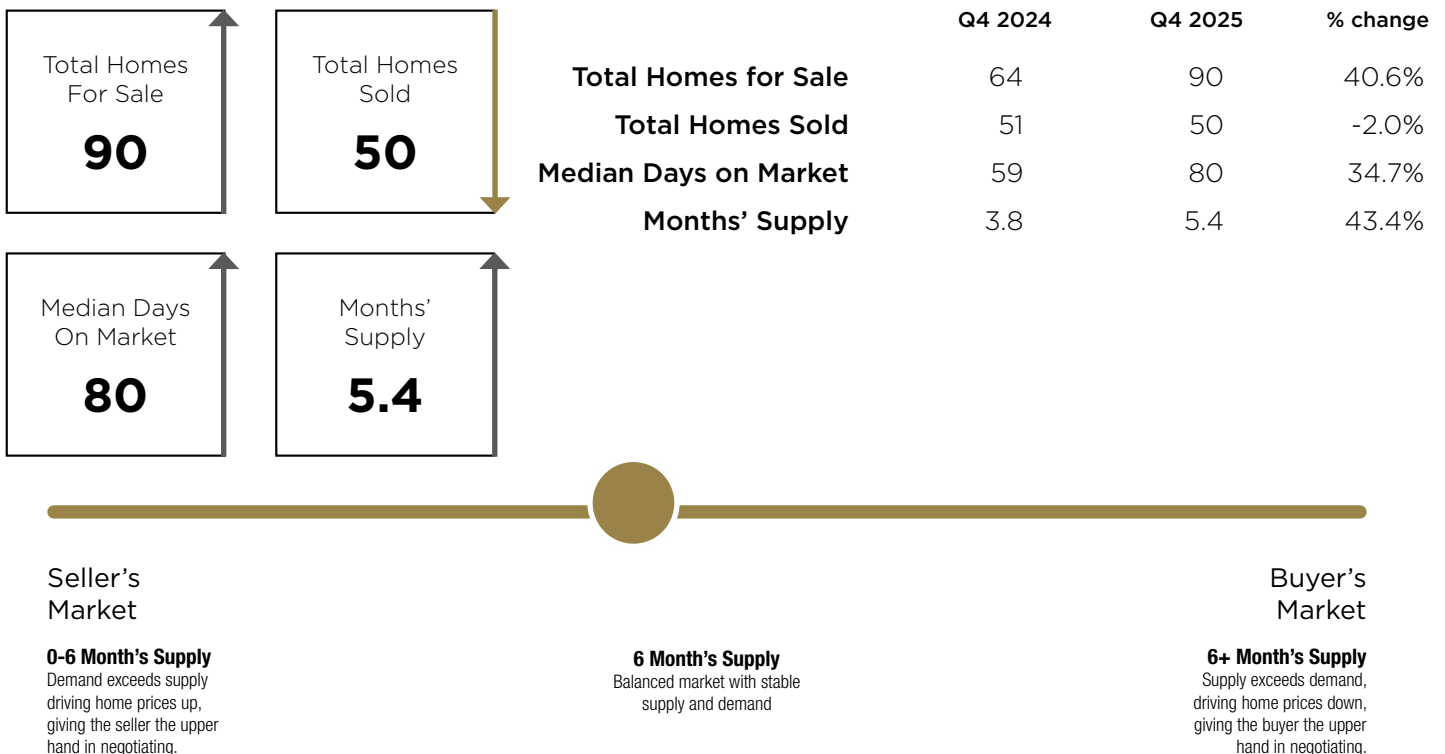 Total Homes
For Sale
90
Total Homes
Sold
50
Median Days
On Market
80
Months’
Supply
5.4
Q4 2024 Q4 2025 % change
Total Homes for Sale 64 90 40.6%
Total Homes Sold 51 50 -2.0%
Median Days on Market 59 80 34.7%
Months’ Supply 3.8 5.4 43.4%
Seller’s
Market
0-6 Month’s Supply
Demand exceeds supply
driving home prices up,
giving the seller the upper
hand in negotiating.
6 Month’s Supply
Balanced market with stable
supply and demand
Buyer’s
Market
6+ Month’s Supply
Supply exceeds demand,
driving home prices down,
giving the buyer the upper
hand in negotiating.